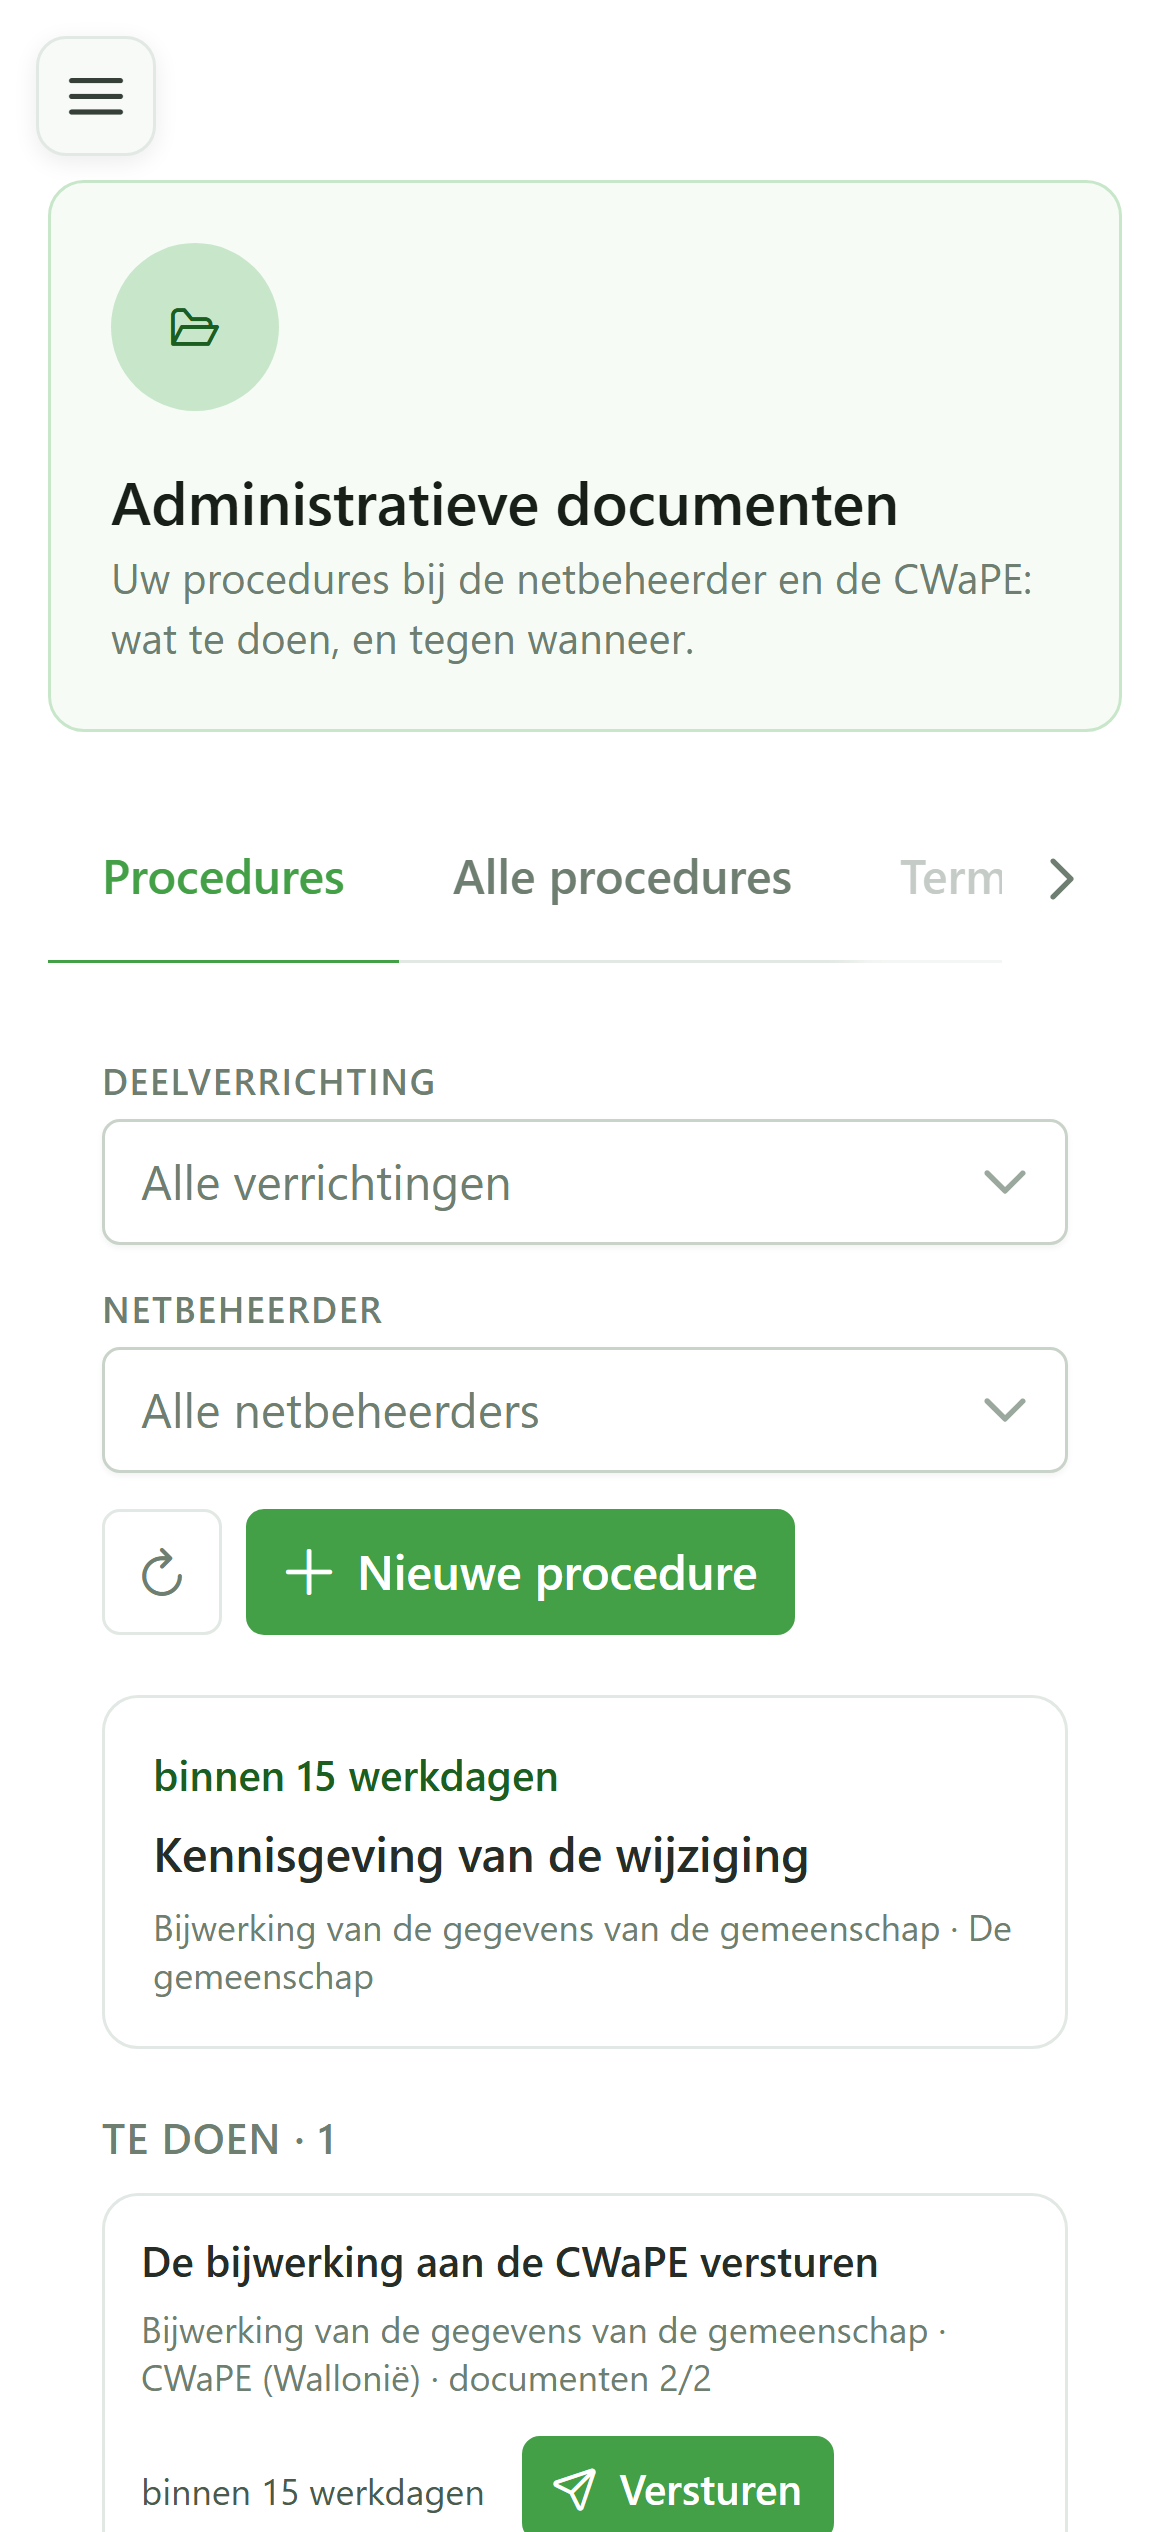 Administratieve documenten
Uw procedures bij de netbeheerder en de CWaPE:
wat te doen, en tegen wanneer.
Procedures
Alle procedures
Term
DEELVERRICHTING
Alle verrichtingen
NETBEHEERDER
Alle netbeheerders
Nieuwe procedure
binnen 15 werkdagen
Kennisgeving van de wijziging
Bijwerking van de gegevens van de gemeenschap · De
gemeenschap
TE DOEN · 1
De bijwerking aan de CWaPE versturen
Bijwerking van de gegevens van de gemeenschap ·
CWaPE (Wallonië) · documenten 2/2
binnen 15 werkdagen
Versturen